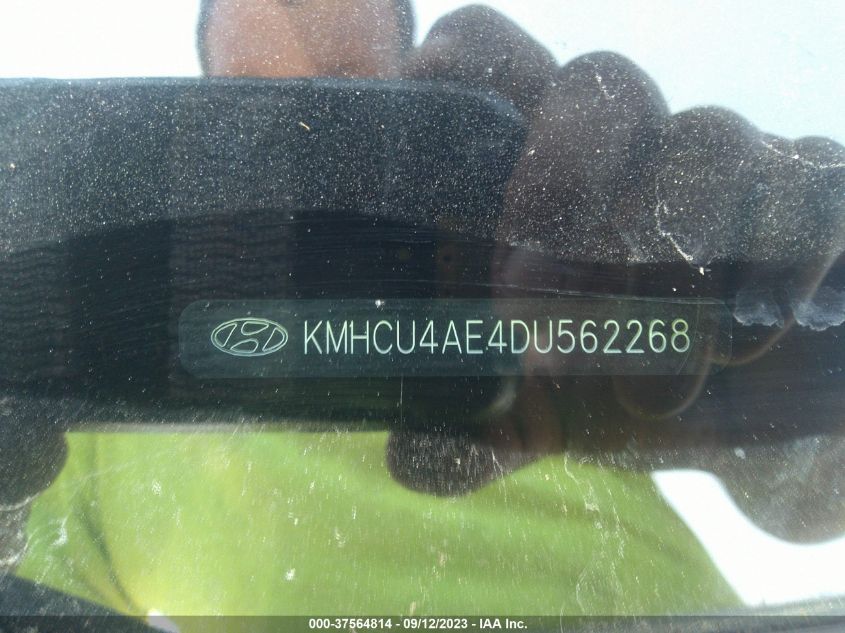 KMHCU4AE4DU562268
000-37564814 - 09/12/2023 - IAA Inc.